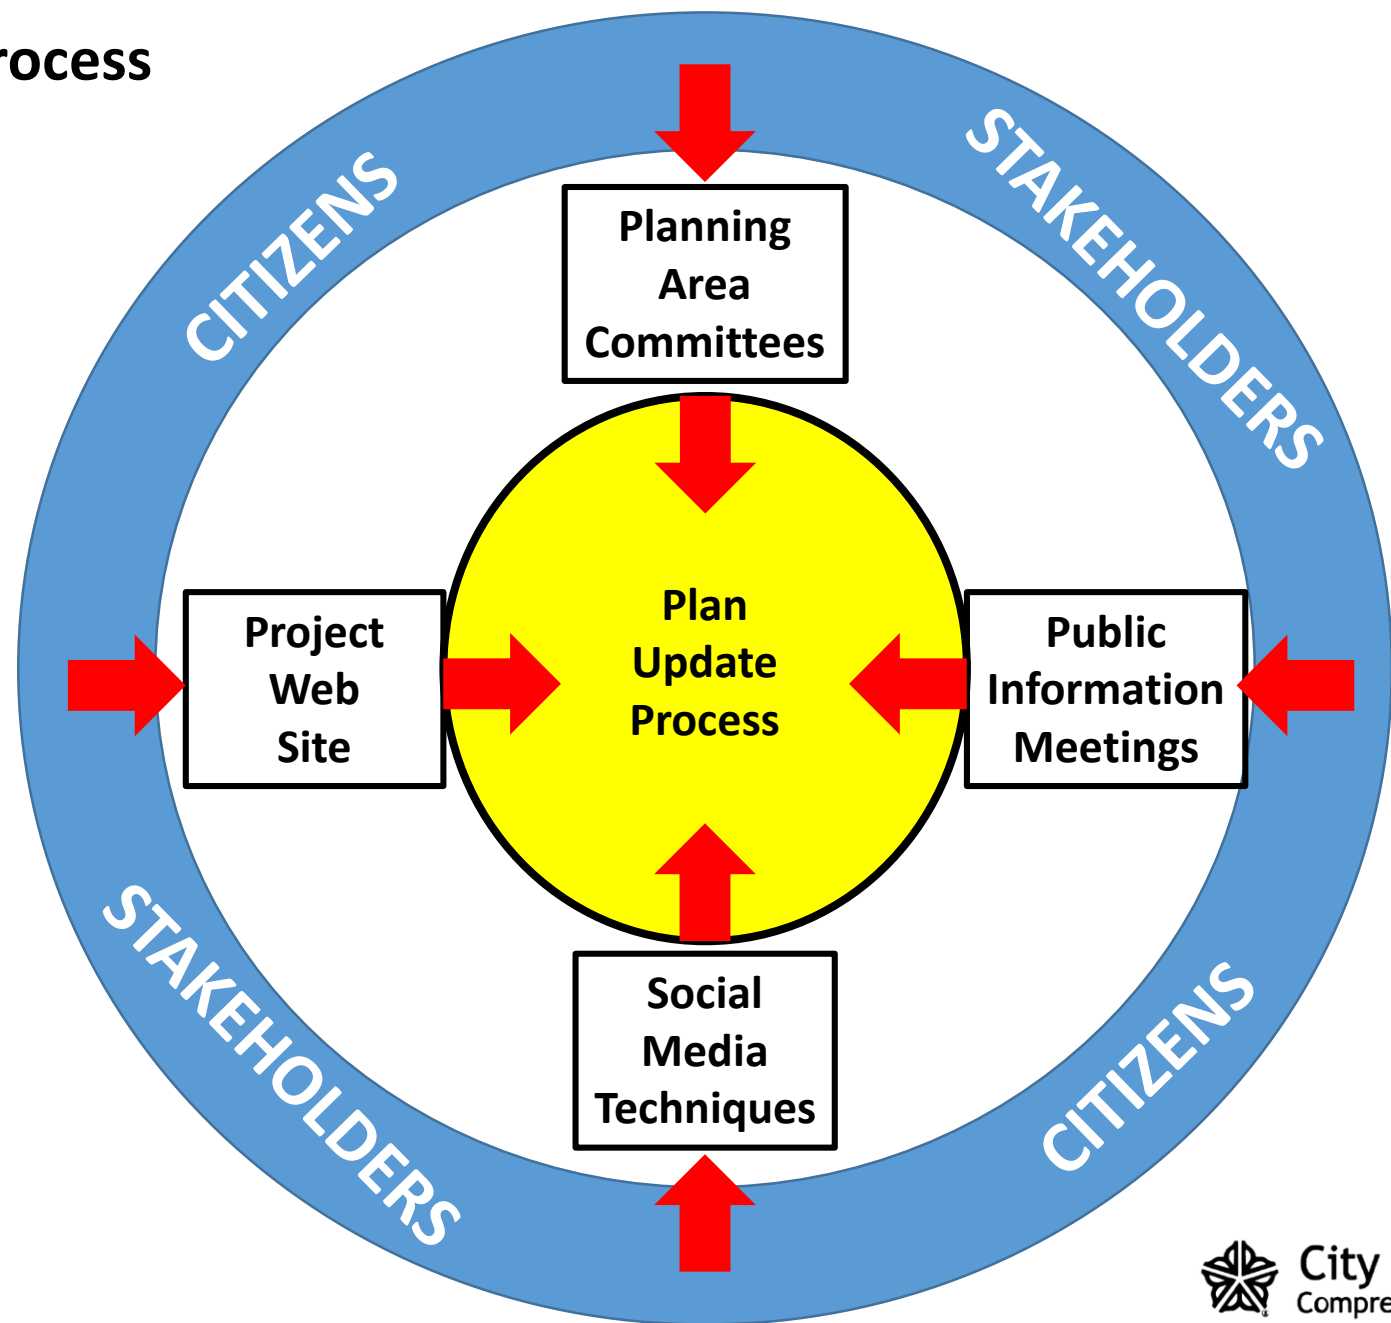 rocess
CITIZENS
STAKEHOLDERS
Planning
Area
Committees
Project
Web
Site
Plan
Update
Process
Public
Information
Meetings
Social
Media
Techniques
STAKEHOLDERS
CITIZENS
City
Compre